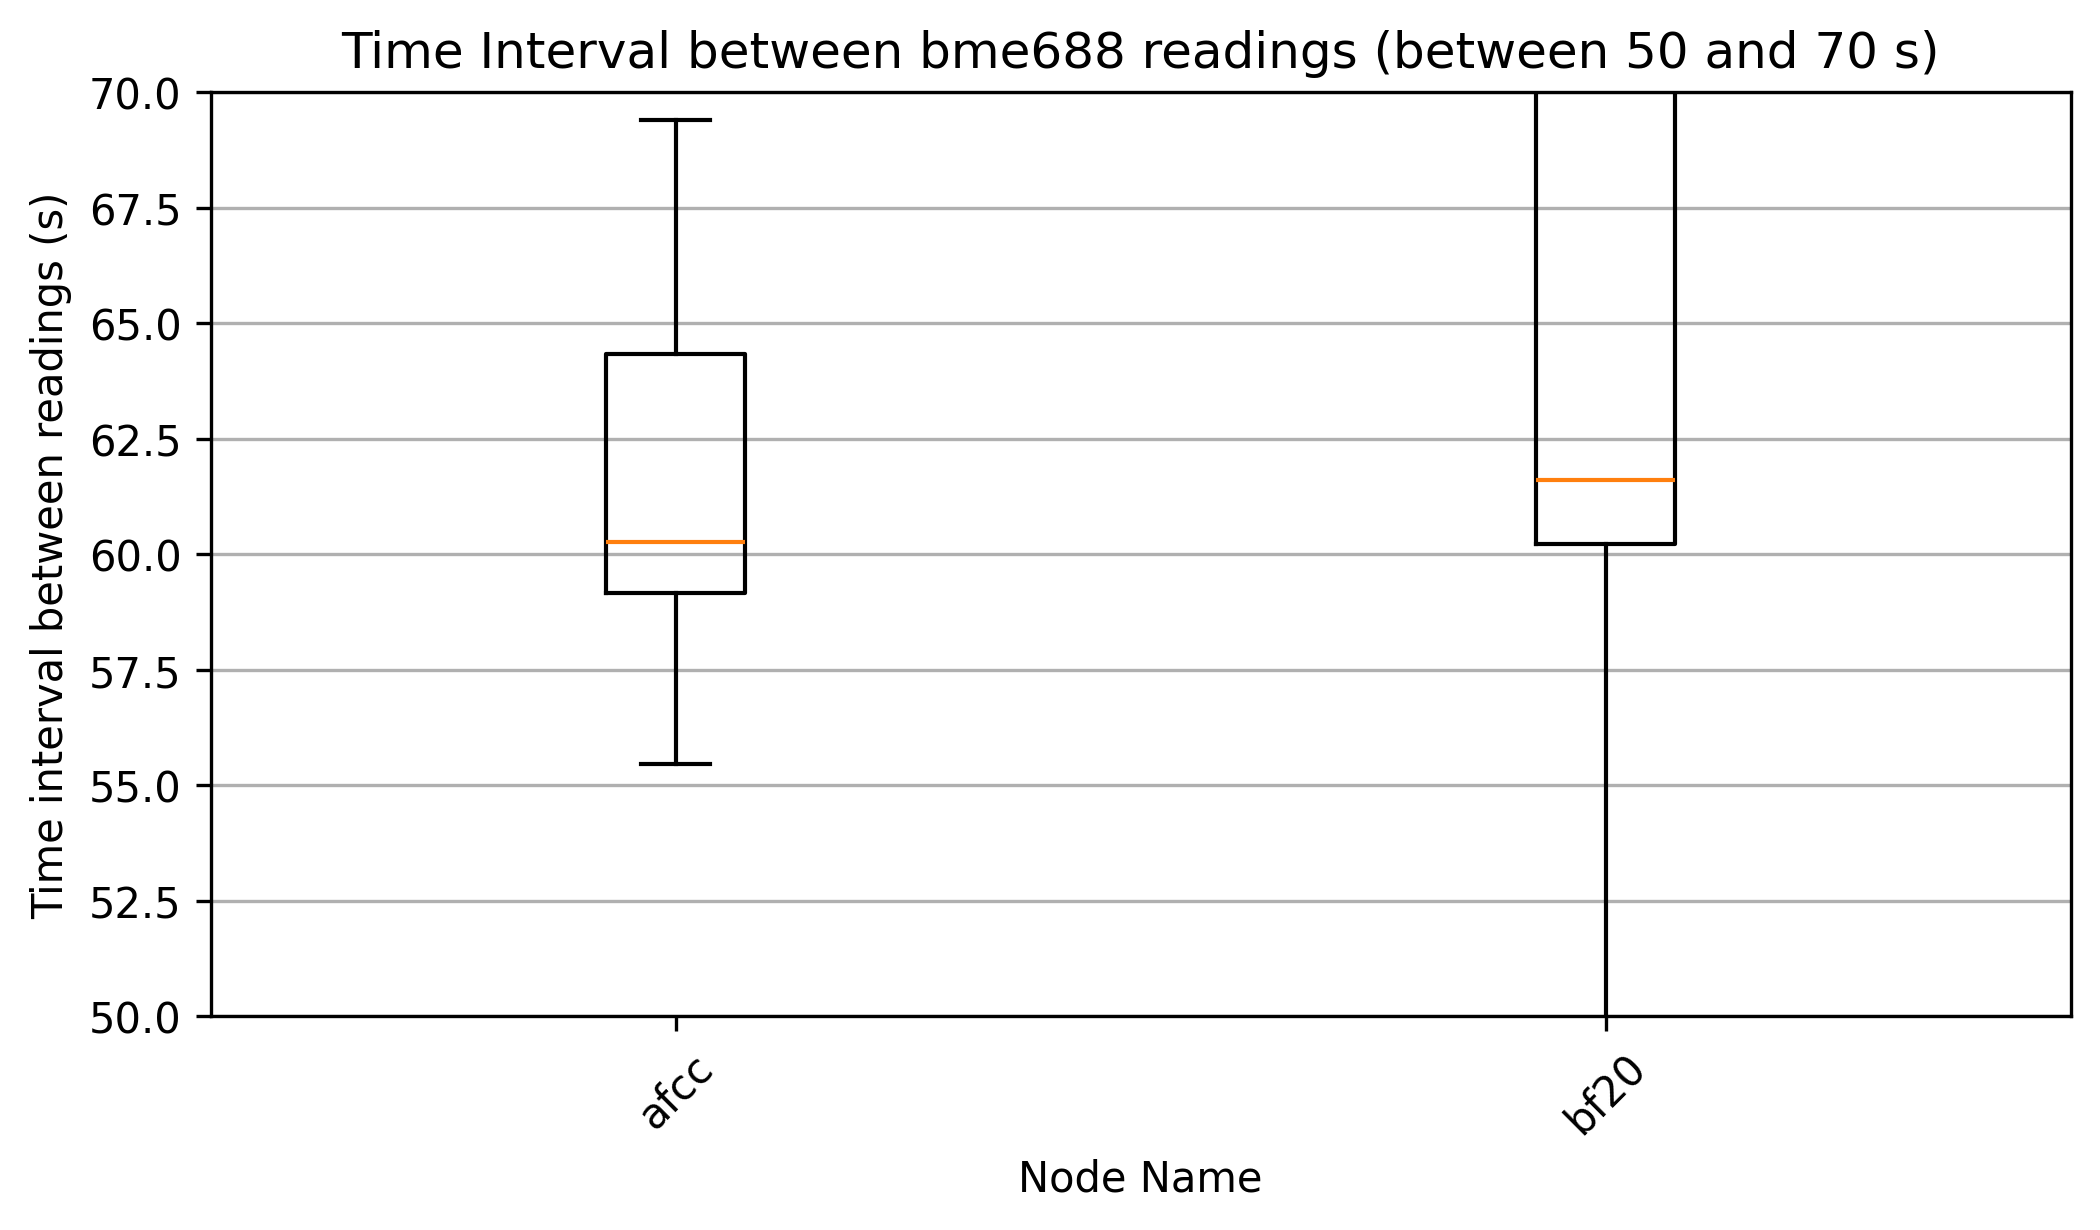 Time Interval between bme688 readings (between 50 and 70 s)
Time interval between readings (s)
70.0
67.5
65.0
62.5
60.0
57.5
55.0
52.5
50.0
afcc
bf20
Node Name